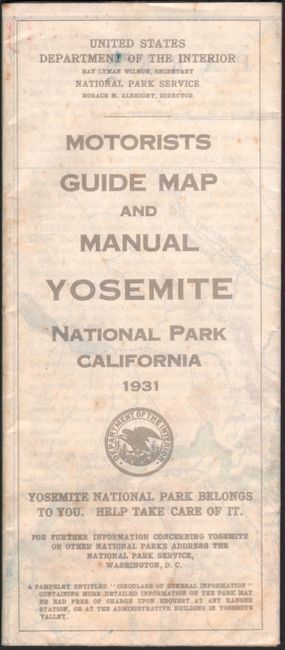 UNITED STATES
DEPARTMENT OF THE INTERIOR
RAY LYMAN WILBUR, SECRETARY
NATIONAL PARK SERVICE
HORACE M. ALBRIGHT, DIRECTOR
MOTORISTS
GUIDE MAP
AND
MANUAL
YOSEMITE
NATIONAL PARK
CALIFORNIA
1931
DEPARTMENT OF THE INTERIOR
YOSEMITE NATIONAL PARK BELONGS
TO YOU. HELP TAKE CARE OF IT.
FOR FURTHER INFORMATION CONCERNING YOSEMITE
OR OTHER NATIONAL PARKS ADDRESS THE
NATIONAL PARK SERVICE,
WASHINGTON, D. C.
A PAMPHLET ENTITLED "CIRCULARS OF GENERAL INFORMATION"
CONTAINING MORE DETAILED INFORMATION OF THE PARK MAY
BE HAD FREE OF CHARGE UPON REQUEST AT ANY RANGER
STATION, OR AT THE ADMINISTRATIVE BUILDING IN YOSEMITE
VALLEY.